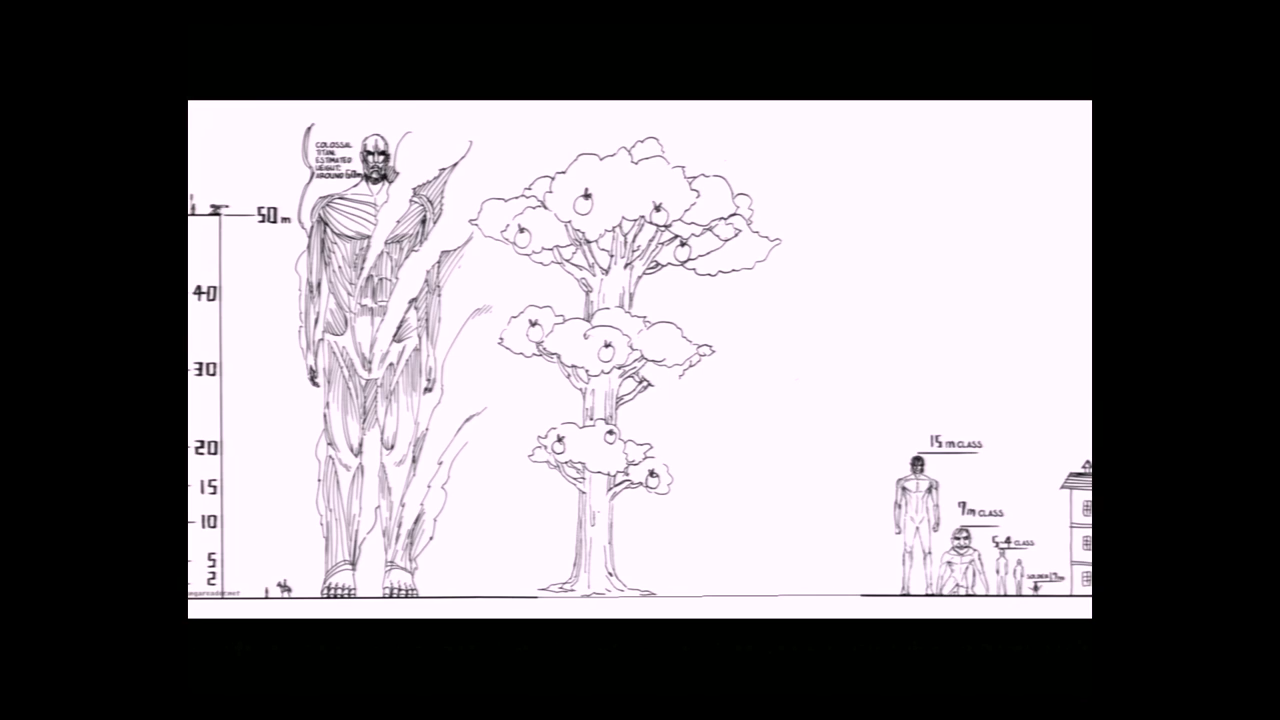 COLOSSAL
TITAN
ESTIMATED
HEIGHT:
AROUND 60m
50m
40
30
20
15
10
5
2
15 m CLASS
7m CLASS
5-4 CLASS